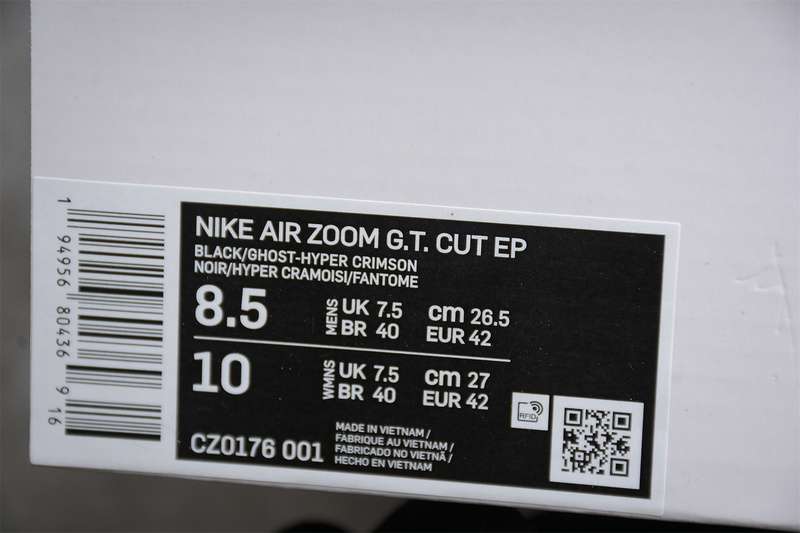 NIKE AIR ZOOM G.T. CUT EP
BLACK/GHOST-HYPER CRIMSON
NOIR/HYPER CRAMOISI/FANTOME
8.5 MENS UK 7.5 cm 26.5
BR 40 EUR 42
10 WMNS UK 7.5 cm 27
BR 40 EUR 42
RFID
CZ0176 001
MADE IN VIETNAM /
FABRIQUE AU VIETNAM /
FABRICADO NO VIETNÃ /
HECHO EN VIETNAM
1 94956 80436 9 16